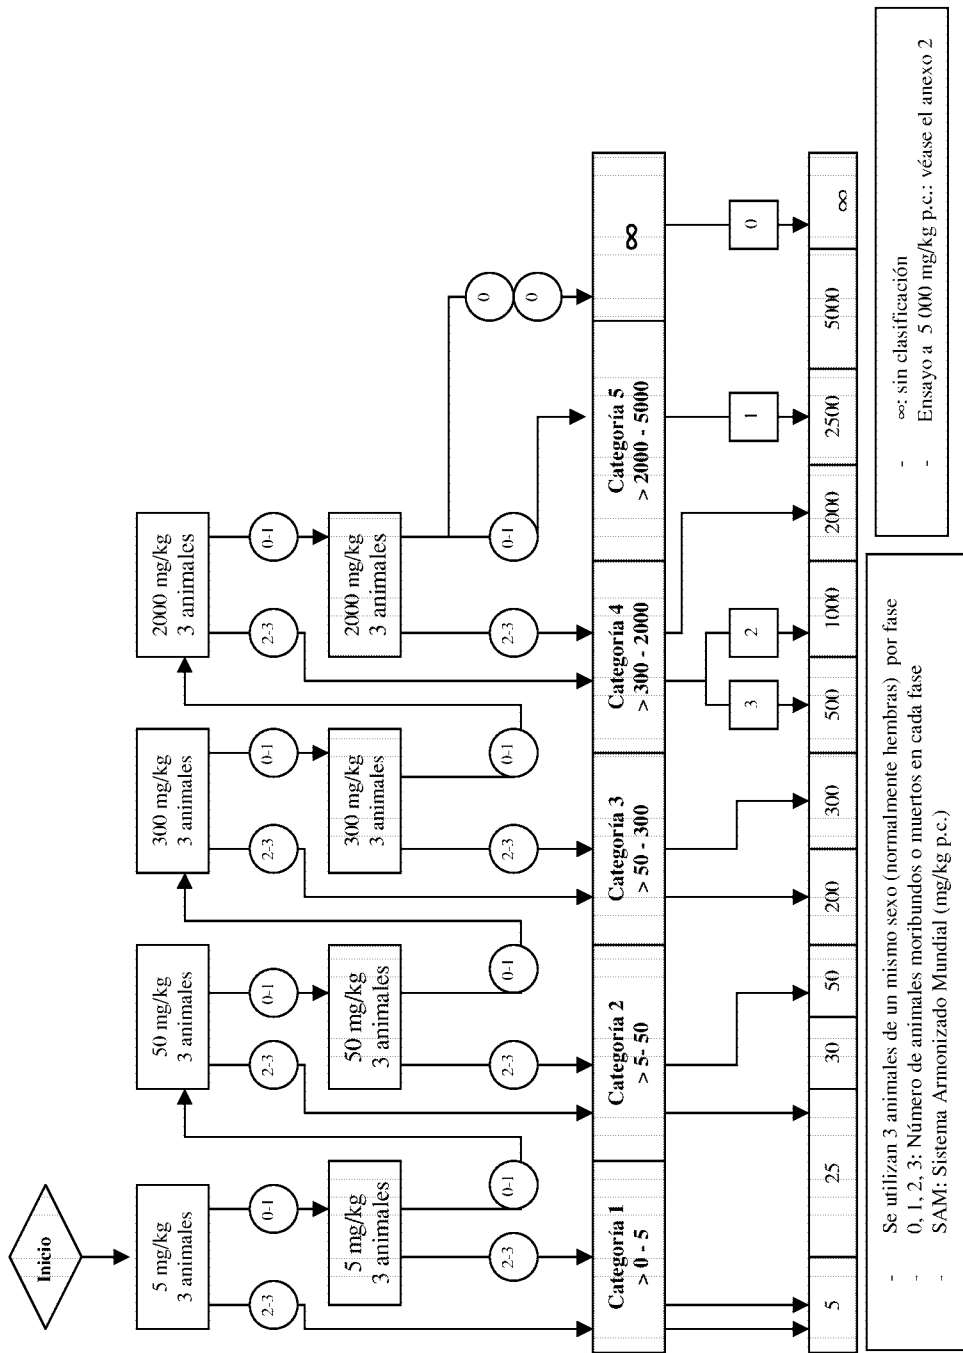 Inicio
5 mg/kg
3 animales
50 mg/kg
3 animales
300 mg/kg
3 animales
2000 mg/kg
3 animales
2-3
0-1
2-3
0-1
2-3
0-1
2-3
0-1
5 mg/kg
3 animales
50 mg/kg
3 animales
300 mg/kg
3 animales
2000 mg/kg
3 animales
2-3
0-1
2-3
0-1
2-3
0-1
2-3
0-1
0
0
Categoría 1
> 0 - 5
Categoría 2
> 5- 50
Categoría 3
> 50 - 300
Categoría 4
> 300 - 2000
Categoría 5
> 2000 - 5000
∞
3
2
1
0
5
25
30
50
200
300
500
1000
2000
2500
5000
∞
- Se utilizan 3 animales de un mismo sexo (normalmente hembras) por fase
- 0, 1, 2, 3: Número de animales moribundos o muertos en cada fase
- SAM: Sistema Armonizado Mundial (mg/kg p.c.)
- ∞: sin clasificación
- Ensayo a 5 000 mg/kg p.c.: véase el anexo 2